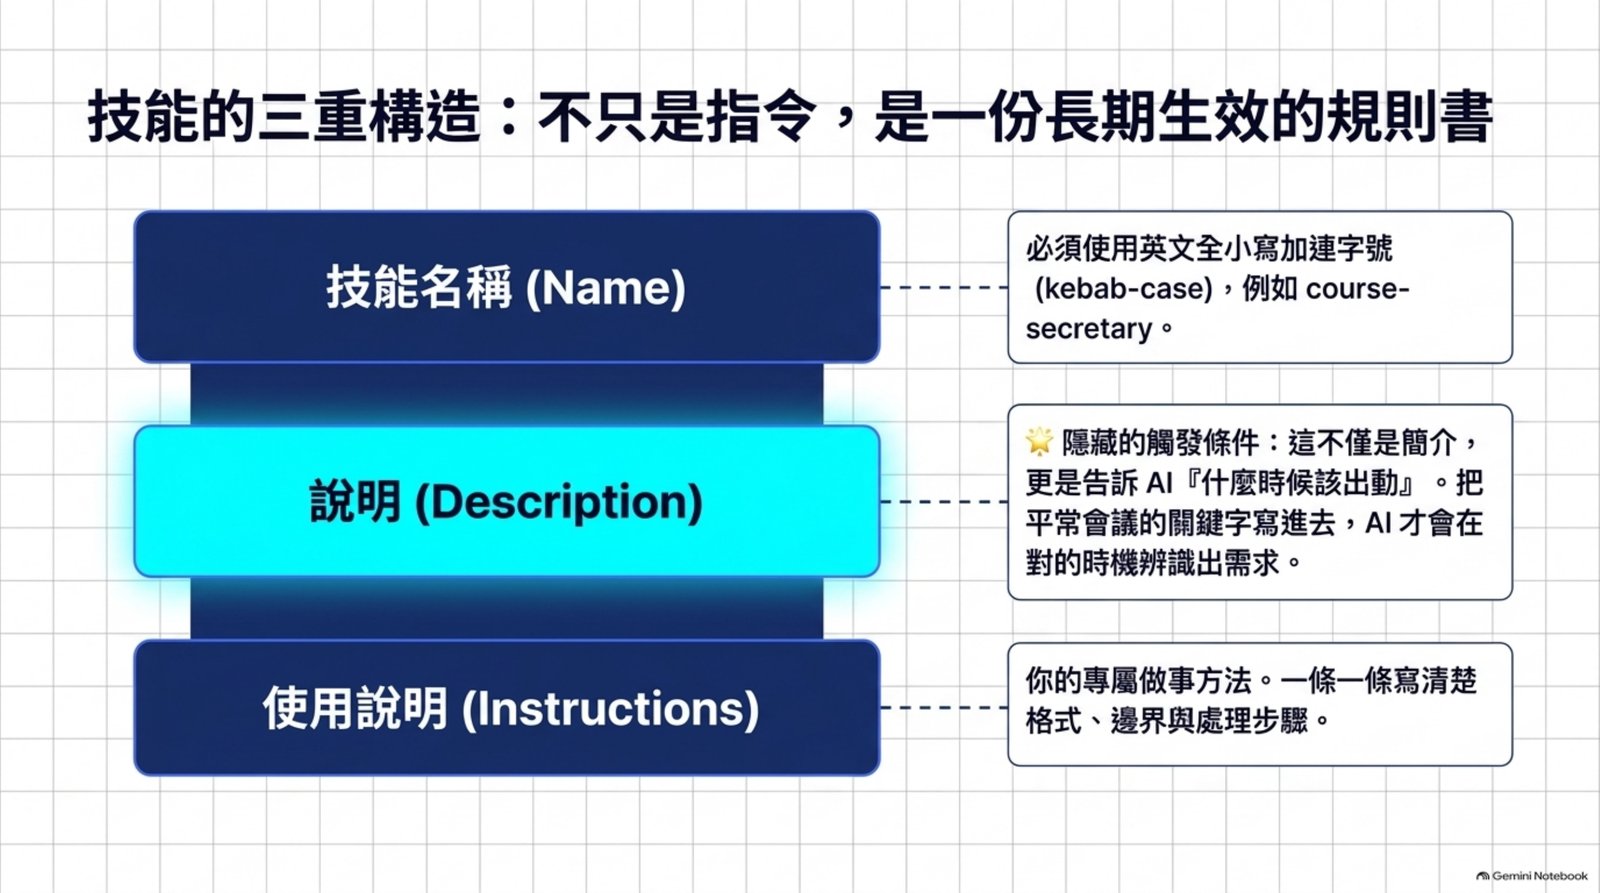 技能的三重構造：不只是指令，是一份長期生效的規則書
技能名稱 (Name)
必須使用英文全小寫加連字號
(kebab-case)，例如 course-
secretary。
說明 (Description)
🌟 隱藏的觸發條件：這不僅是簡介，
更是告訴 AI『什麼時候該出動』。把
平常會議的關鍵字寫進去，AI 才會在
對的時機辨識出需求。
使用說明 (Instructions)
你的專屬做事方法。一條一條寫清楚
格式、邊界與處理步驟。
Gemini Notebook